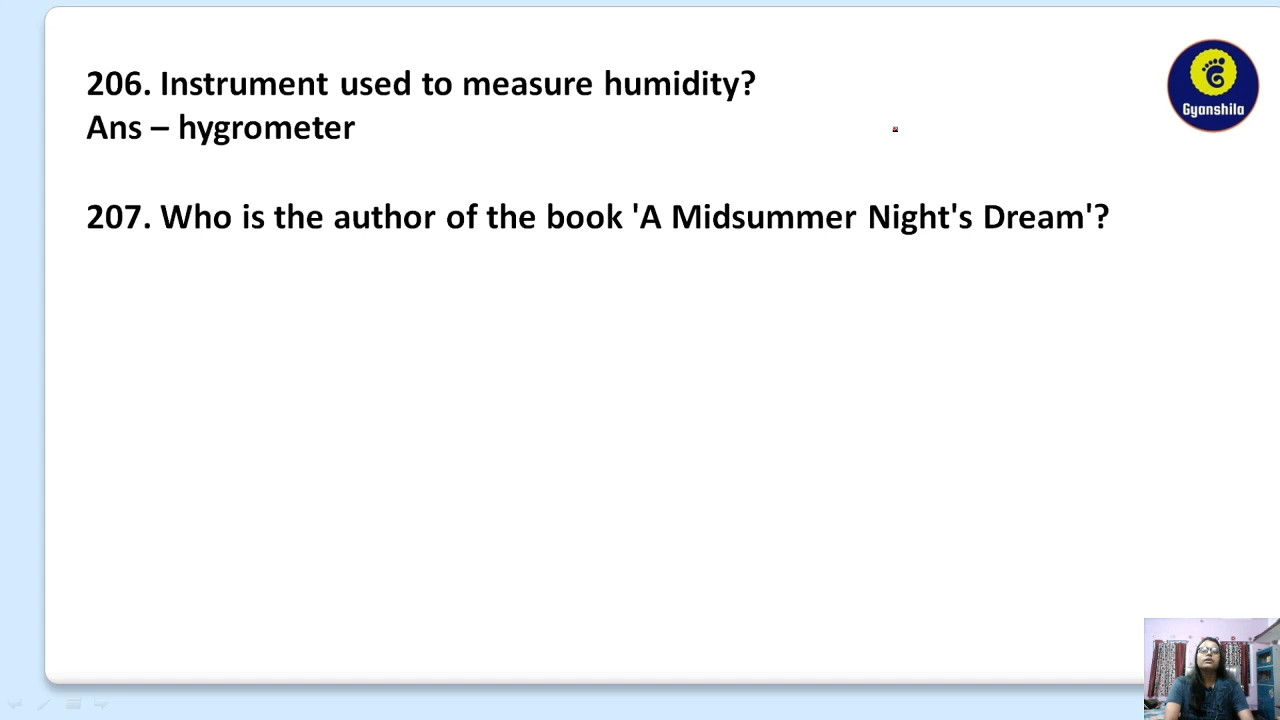 206. Instrument used to measure humidity?
Ans – hygrometer
207. Who is the author of the book 'A Midsummer Night's Dream'?
Gyanshila